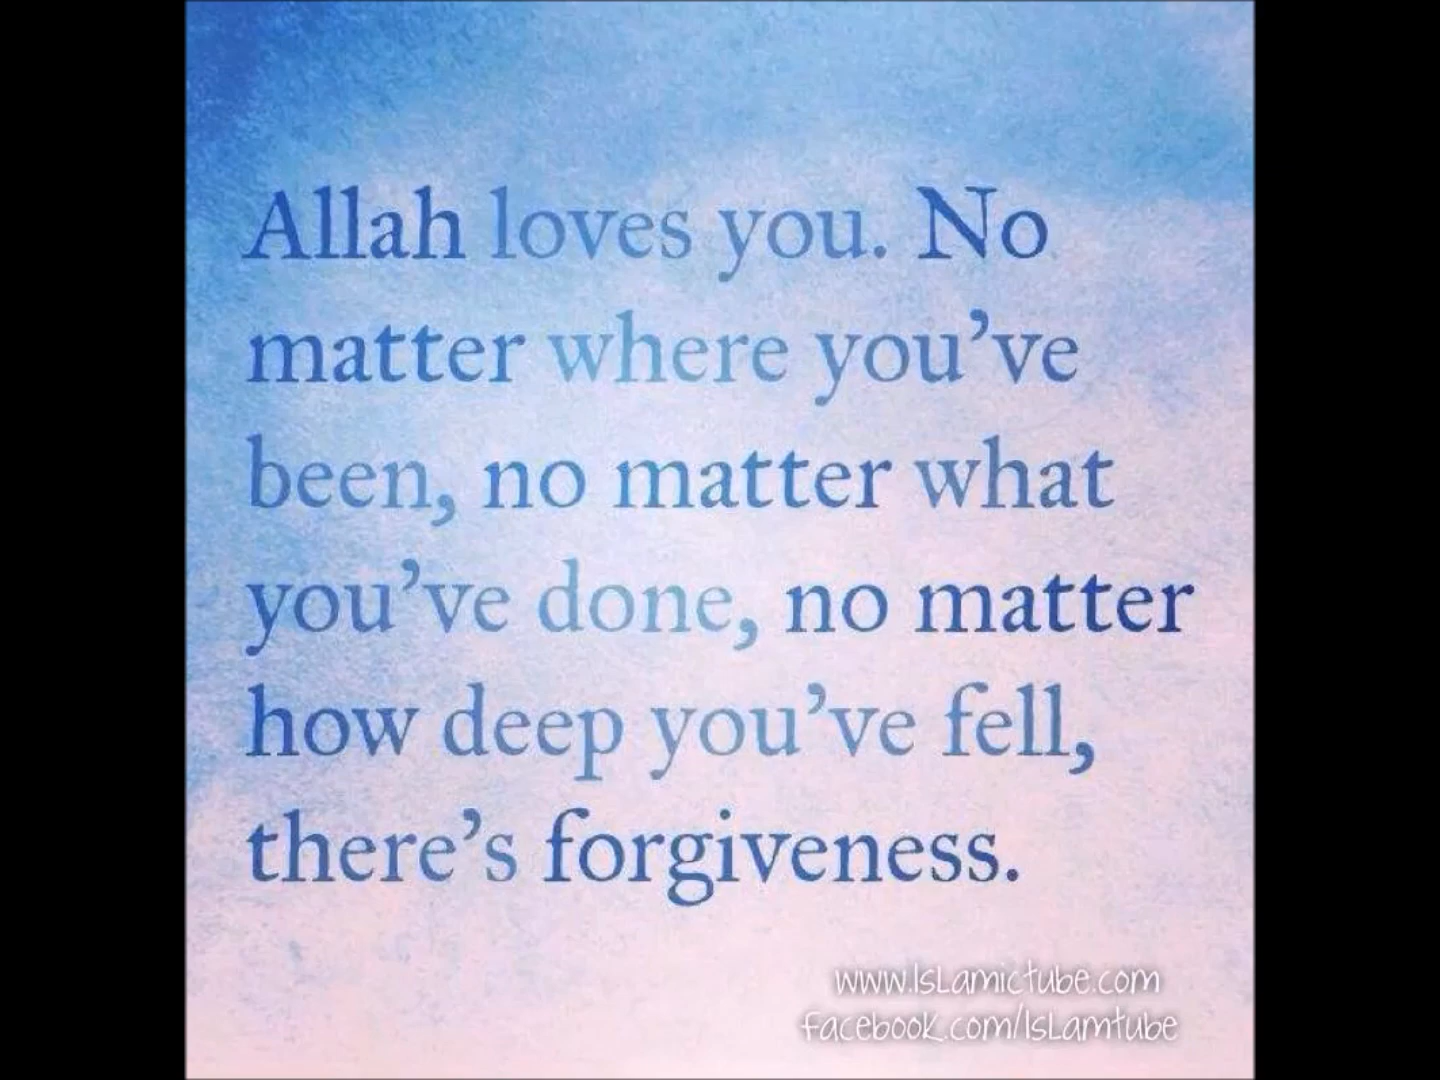 Allah loves you. No
matter where you've
been, no matter what
you've done, no matter
how deep you've fell,
there's forgiveness.
www.IsLamictube.com
facebook.com/IsLamtube